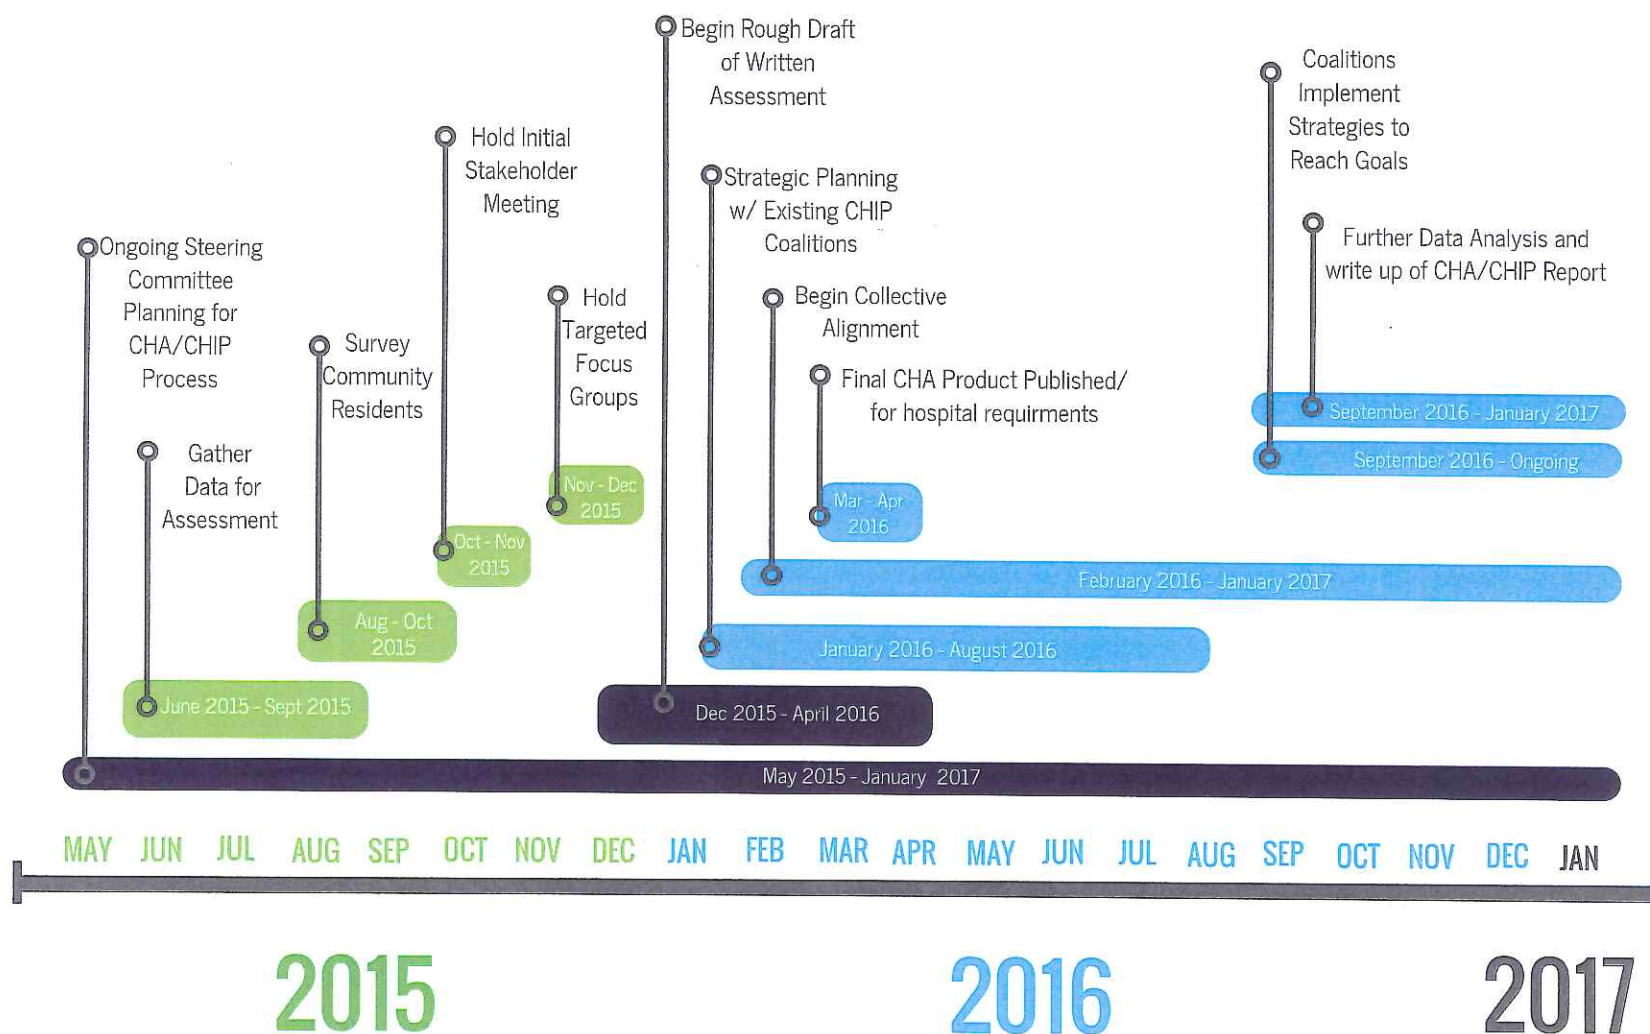 Begin Rough Draft
of Written
Assessment
Coalitions
Implement
Strategies to
Reach Goals
Hold Initial
Stakeholder
Meeting
Strategic Planning
w/ Existing CHIP
Coalitions
Ongoing Steering
Committee
Planning for
CHA/CHIP
Process
Further Data Analysis and
write up of CHA/CHIP Report
Hold
Targeted
Focus
Groups
Begin Collective
Alignment
Survey
Community
Residents
Final CHA Product Published/
for hospital requirments
Gather
Data for
Assessment
September 2016 - January 2017
September 2016 - Ongoing
Nov - Dec
2015
Mar - Apr
2016
Oct - Nov
2015
February 2016 - January 2017
Aug - Oct
2015
January 2016 - August 2016
June 2015 - Sept 2015
Dec 2015 - April 2016
May 2015 - January 2017
MAY JUN JUL AUG SEP OCT NOV DEC JAN FEB MAR APR MAY JUN JUL AUG SEP OCT NOV DEC JAN
2015 2016 2017